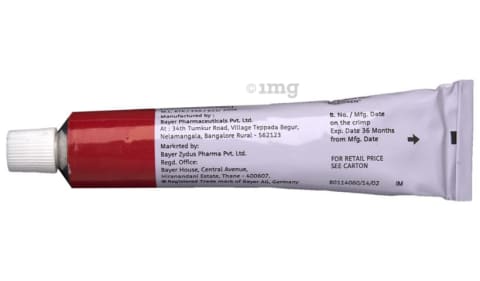 1mg
Manufactured by :
Bayer Pharmaceuticals Pvt. Ltd.
At : 34th Tumkur Road, Village Teppada Begur,
Nelamangala, Bangalore Rural -
562123
Markrted by:
Bayer Zydus Pharma Pvt. Ltd.
Regd. Office:
Bayer House, Central Avenue,
Hiranandani Estate, Thane - 400607.
® Registered Trade mark of Bayer AG, Germany
B. No. / Mfg. Date
on the crimp
Exp. Date 36 Months
from Mfg. Date
FOR RETAIL PRICE
SEE CARTON
80114060/14/02 IM